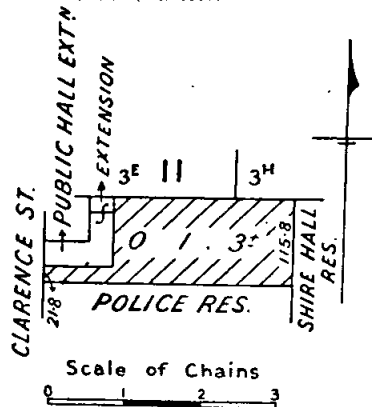 PUBLIC HALL EXTN
EXTENSION
3E II 3H
CLARENCE ST.
0 1 . 3±
115·8
SHIRE HALL
RES.
21·8
POLICE RES.
Scale of Chains
0 1 2 3